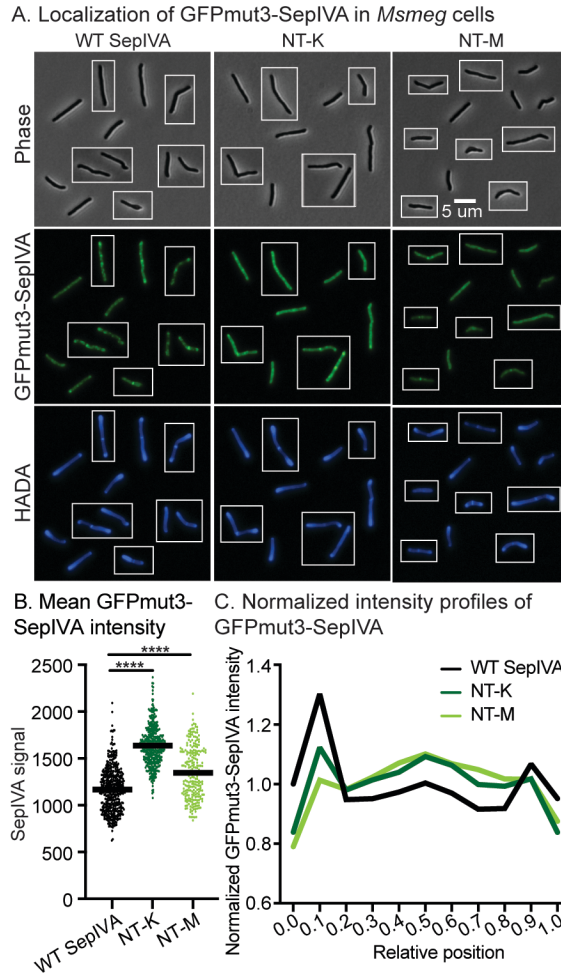 A. Localization of GFPmut3-SepIVA in Msmeg cells
WT SepIVA NT-K NT-M
Phase
5 um
GFPmut3-SepIVA
HADA
B. Mean GFPmut3-
SepIVA intensity
C. Normalized intensity profiles of
GFPmut3-SepIVA
SepIVA signal
2500
2000
1500
1000
500
0
****
****
WT SepIVA
NT-K
NT-M
Normalized GFPmut3-SepIVA intensity
1.4
1.2
1.0
0.8
0.6
WT SepIVA
NT-K
NT-M
0.0 0.1 0.2 0.3 0.4 0.5 0.6 0.7 0.8 0.9 1.0
Relative position